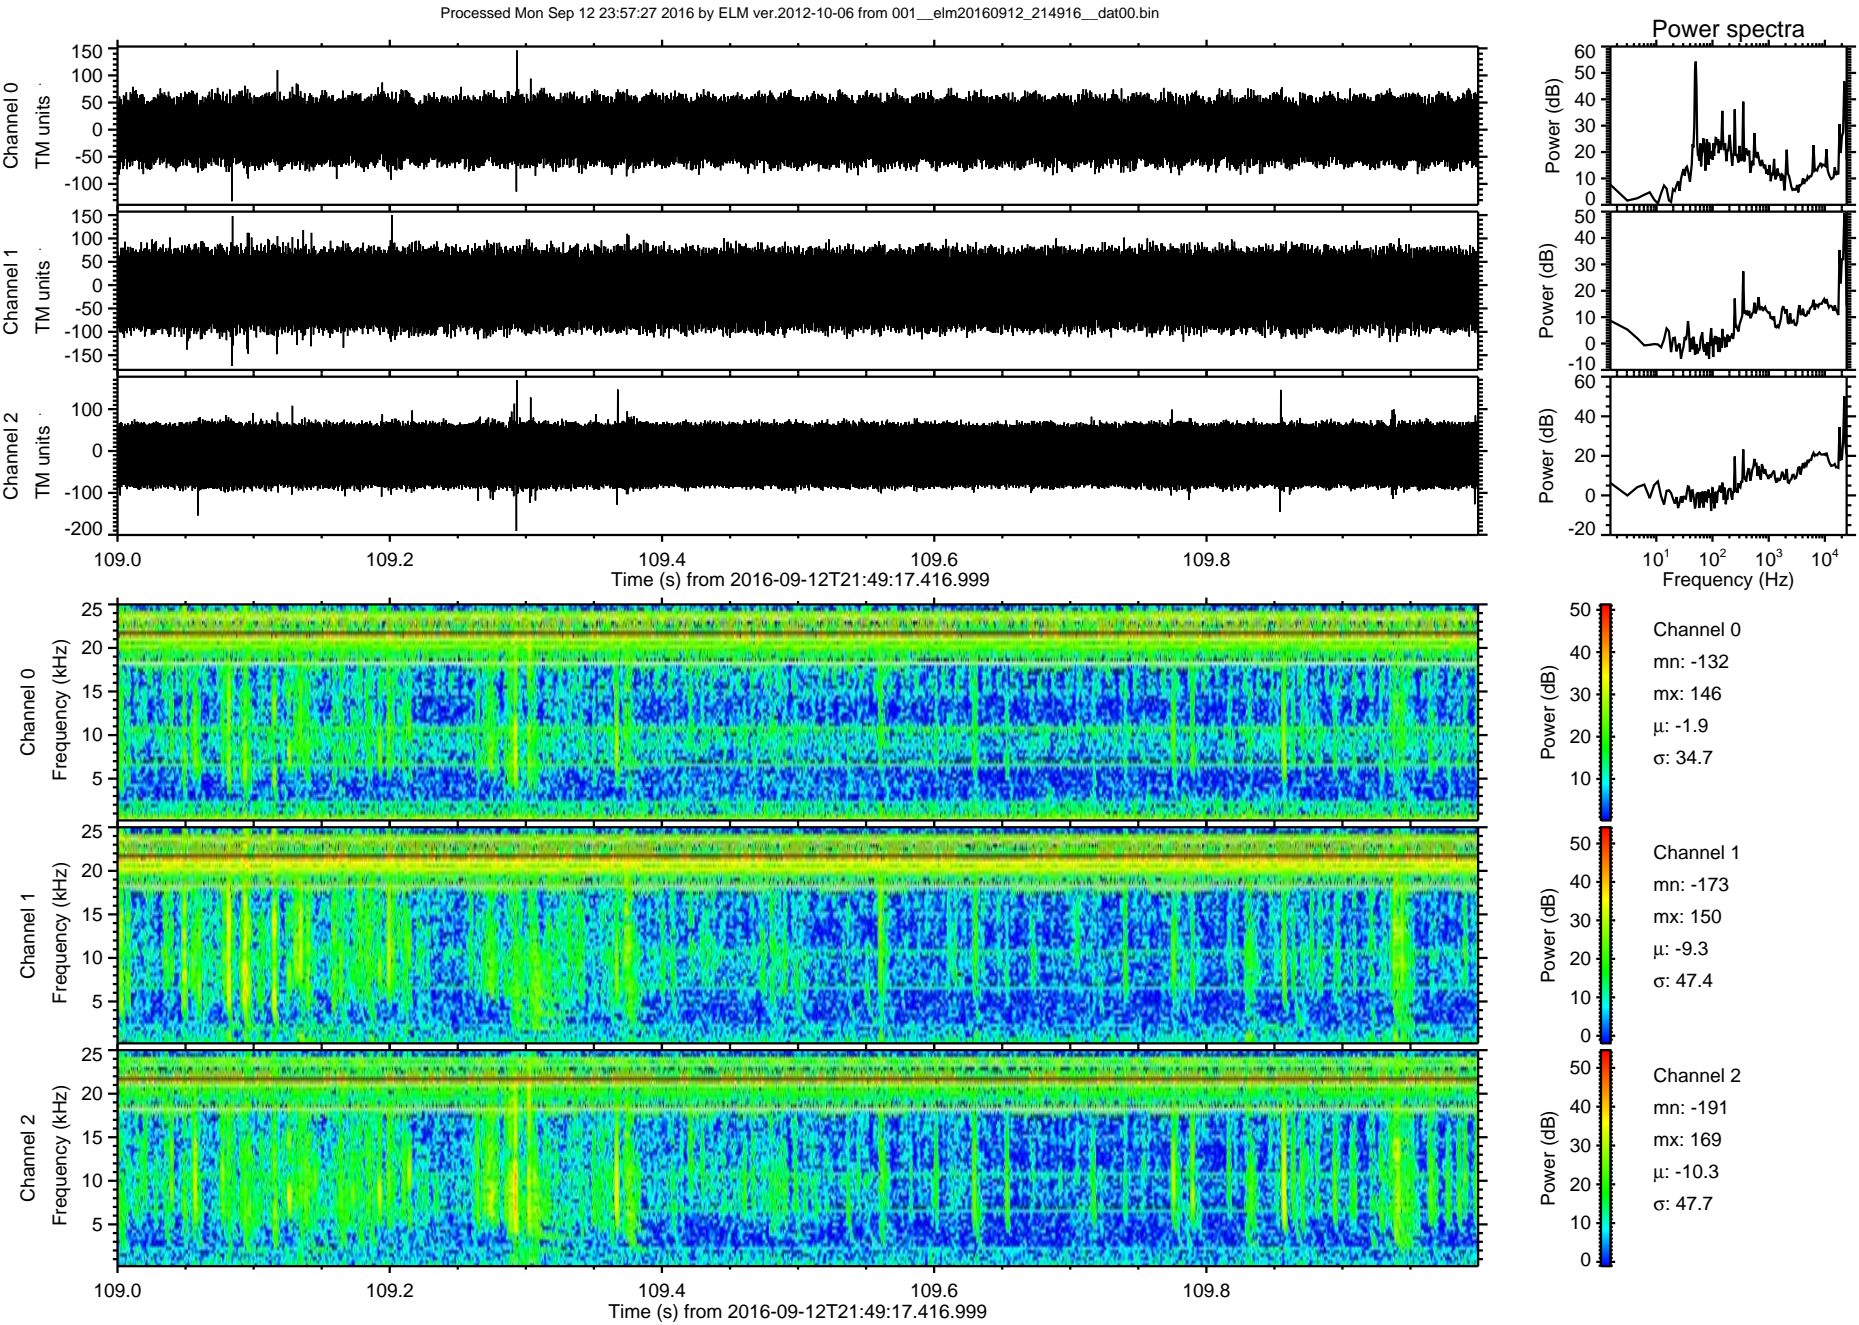 Processed Mon Sep 12 23:57:27 2016 by ELM ver.2012-10-06 from 001__elm20160912_214916__dat00.bin
Power spectra
Channel 0
TM units
150
100
50
0
-50
-100
Power (dB)
60
50
40
30
20
10
0
Channel 1
TM units
150
100
50
0
-50
-100
-150
Power (dB)
50
40
30
20
10
0
-10
Channel 2
TM units
100
0
-100
-200
Power (dB)
60
40
20
0
-20
109.0 109.2 109.4 109.6 109.8
Time (s) from 2016-09-12T21:49:17.416.999
10¹ 10² 10³ 10⁴
Frequency (Hz)
Channel 0
Frequency (kHz)
25
20
15
10
5
Power (dB)
50
40
30
20
10
Channel 0
mn: -132
mx: 146
μ: -1.9
σ: 34.7
Channel 1
Frequency (kHz)
25
20
15
10
5
Power (dB)
50
40
30
20
10
0
Channel 1
mn: -173
mx: 150
μ: -9.3
σ: 47.4
Channel 2
Frequency (kHz)
25
20
15
10
5
Power (dB)
50
40
30
20
10
0
Channel 2
mn: -191
mx: 169
μ: -10.3
σ: 47.7
109.0 109.2 109.4 109.6 109.8
Time (s) from 2016-09-12T21:49:17.416.999